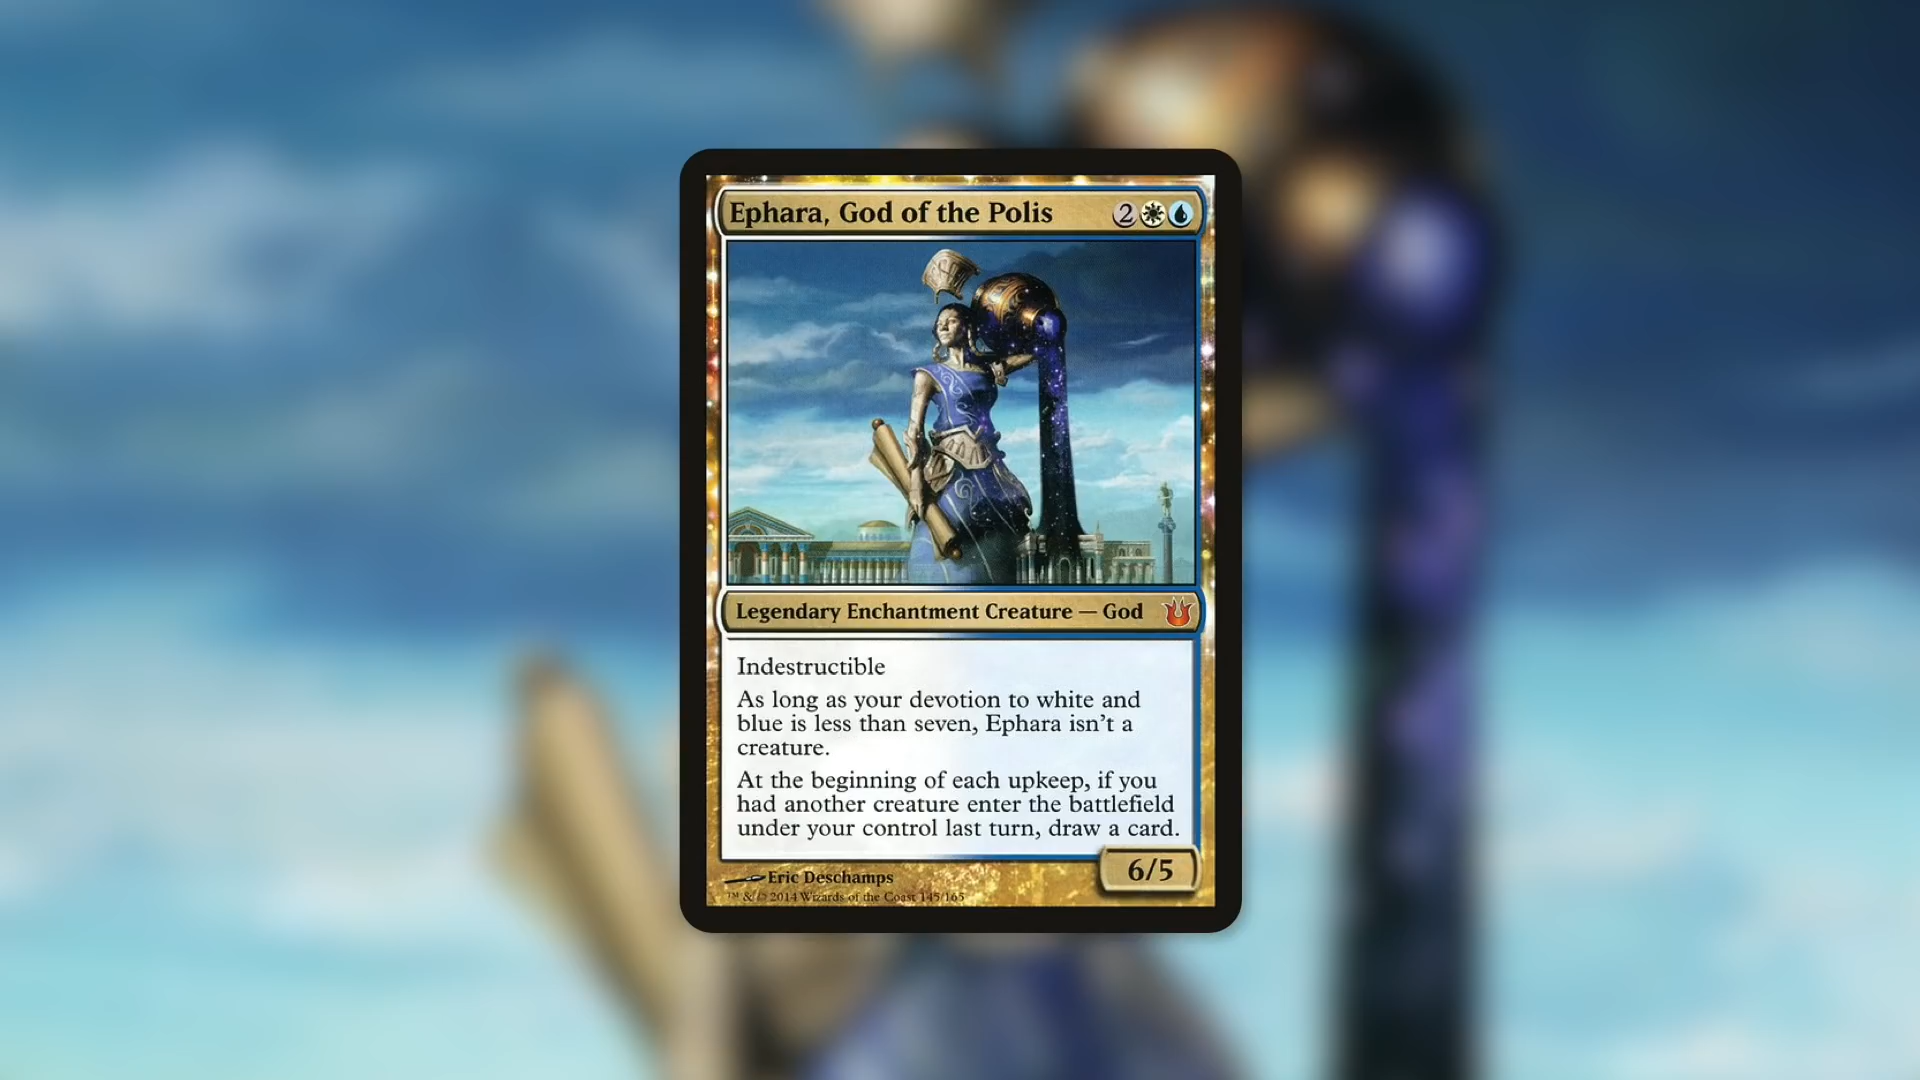 Ephara, God of the Polis 2
Legendary Enchantment Creature — God
Indestructible
As long as your devotion to white and
blue is less than seven, Ephara isn't a
creature.
At the beginning of each upkeep, if you
had another creature enter the battlefield
under your control last turn, draw a card.
6/5
Eric Deschamps
™ & © 2014 Wizards of the Coast 145/165